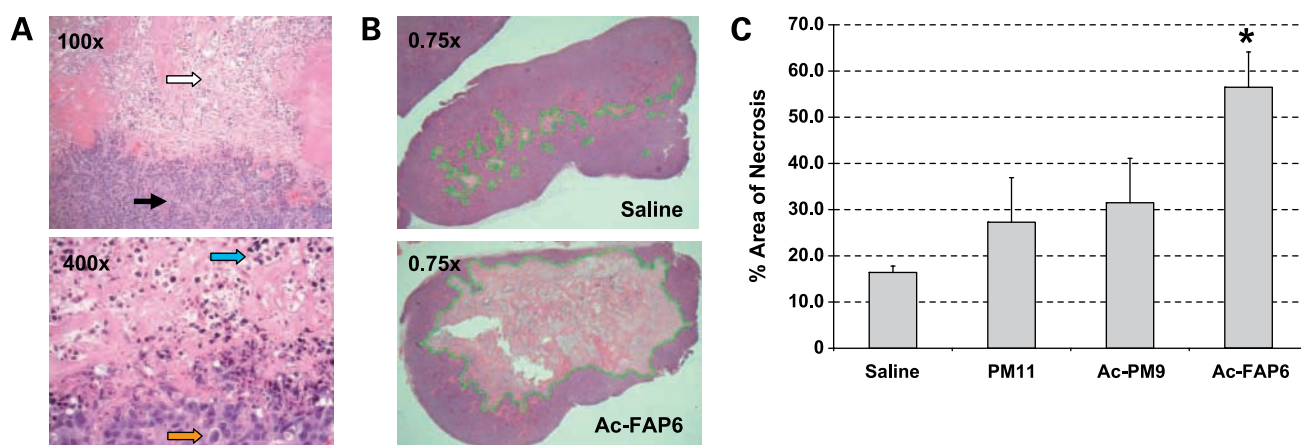 A
100x
400x
B
0.75x
Saline
0.75x
Ac-FAP6
C
% Area of Necrosis
70.0
60.0
50.0
40.0
30.0
20.0
10.0
0
*
Saline PM11 Ac-PM9 Ac-FAP6